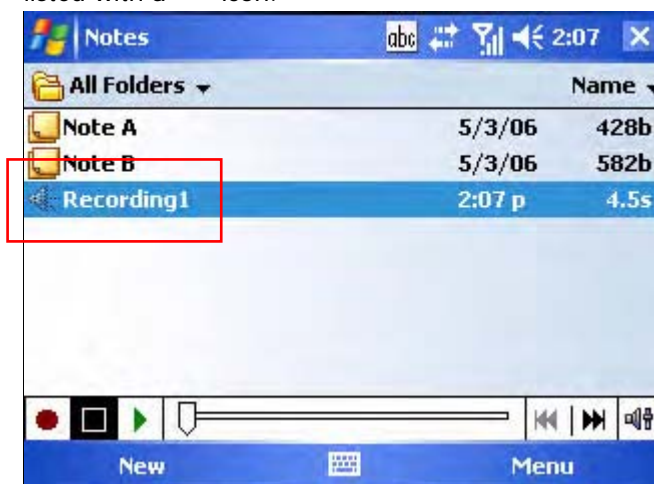 Notes abc 2:07
All Folders Name
Note A 5/3/06 428b
Note B 5/3/06 582b
Recording1 2:07 p 4.5s
New Menu